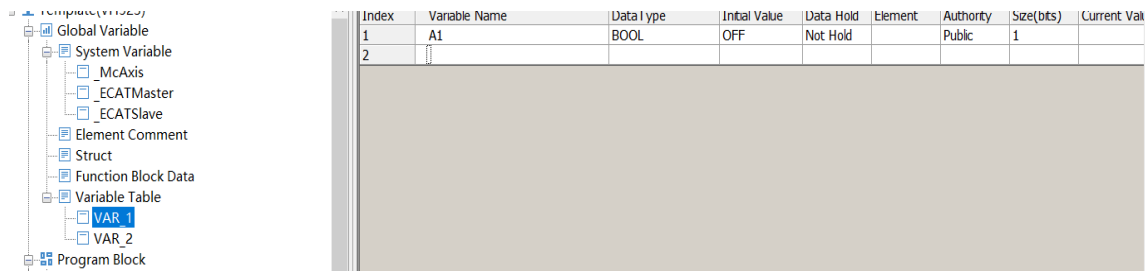 Global Variable
System Variable
_McAxis
_ECATMaster
_ECATSlave
Element Comment
Struct
Function Block Data
Variable Table
VAR_1
VAR_2
Program Block
Index Variable Name DataType Initial Value Data Hold Element Authority Size(bits) Current
1 A1 BOOL OFF Not Hold Public 1
2